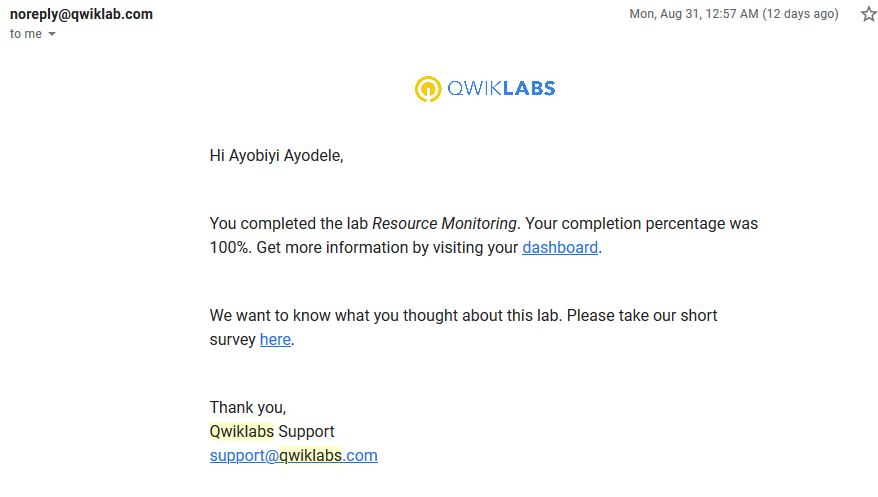 noreply@qwiklab.com
Mon, Aug 31, 12:57 AM (12 days ago)
to me
QWIKLABS
Hi Ayobiyi Ayodele,
You completed the lab Resource Monitoring. Your completion percentage was
100%. Get more information by visiting your dashboard.
We want to know what you thought about this lab. Please take our short
survey here.
Thank you,
Qwiklabs Support
support@qwiklabs.com